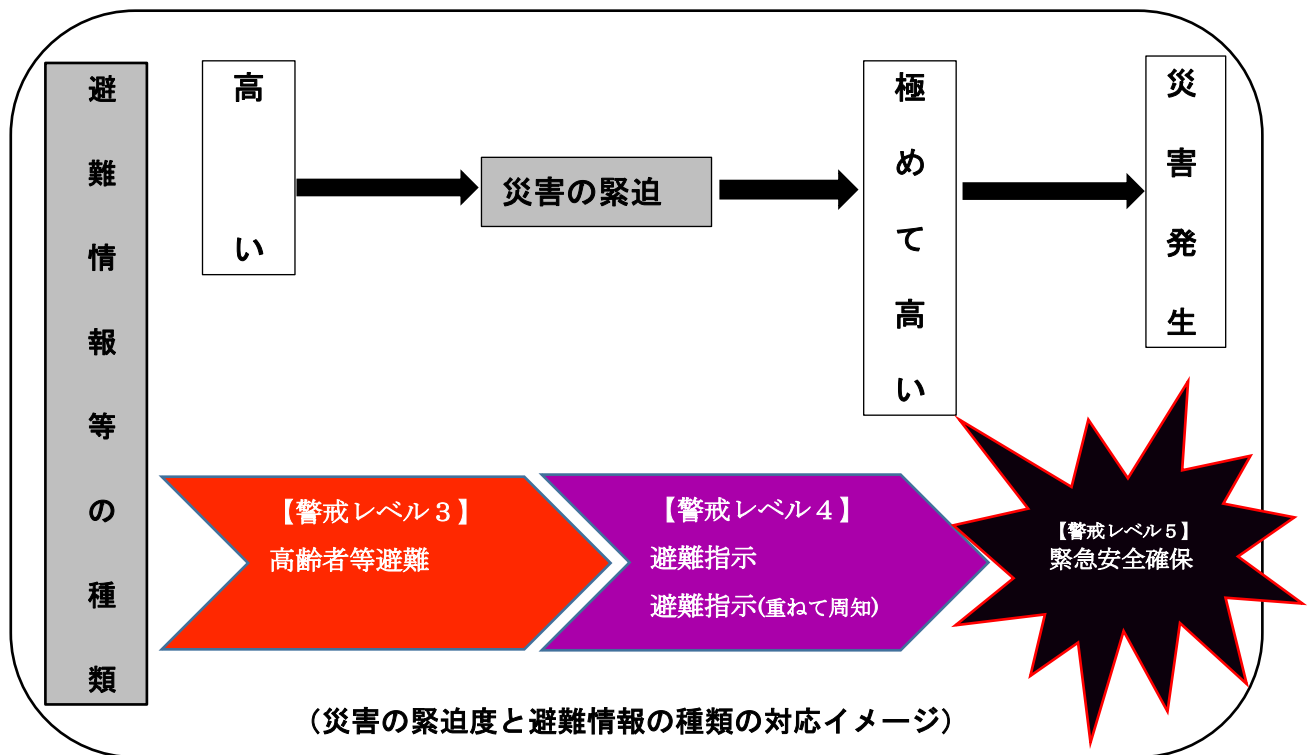 避難情報等の種類
高い
災害の緊迫
極めて高い
災害発生
【警戒レベル３】
高齢者等避難
【警戒レベル４】
避難指示
避難指示(重ねて周知)
【警戒レベル５】
緊急安全確保
（災害の緊迫度と避難情報の種類の対応イメージ）